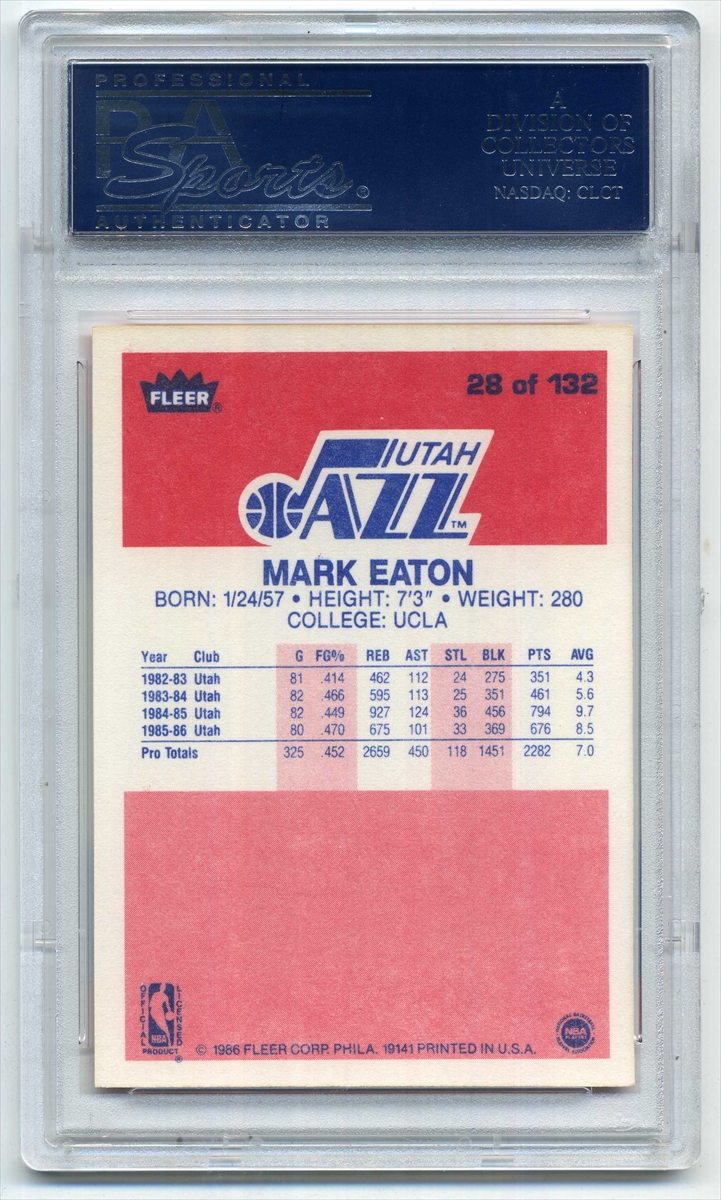 PROFESSIONAL
PSA
Sports®
AUTHENTICATOR
A
DIVISION OF
COLLECTORS
UNIVERSE
NASDAQ: CLCT
FLEER®
28 of 132
UTAH
JAZZ™
MARK EATON
BORN: 1/24/57 • HEIGHT: 7'3" • WEIGHT: 280
COLLEGE: UCLA
Year Club G FG% REB AST STL BLK PTS AVG
1982-83 Utah 81 .414 462 112 24 275 351 4.3
1983-84 Utah 82 .466 595 113 25 351 461 5.6
1984-85 Utah 82 .449 927 124 36 456 794 9.7
1985-86 Utah 80 .470 675 101 33 369 676 8.5
Pro Totals 325 .452 2659 450 118 1451 2282 7.0
OFFICIAL
LICENSED
NBA
PRODUCT®
© 1986 FLEER CORP. PHILA. 19141 PRINTED IN U.S.A.
NATIONAL BASKETBALL
NBA
PLAYERS
ASSOCIATION